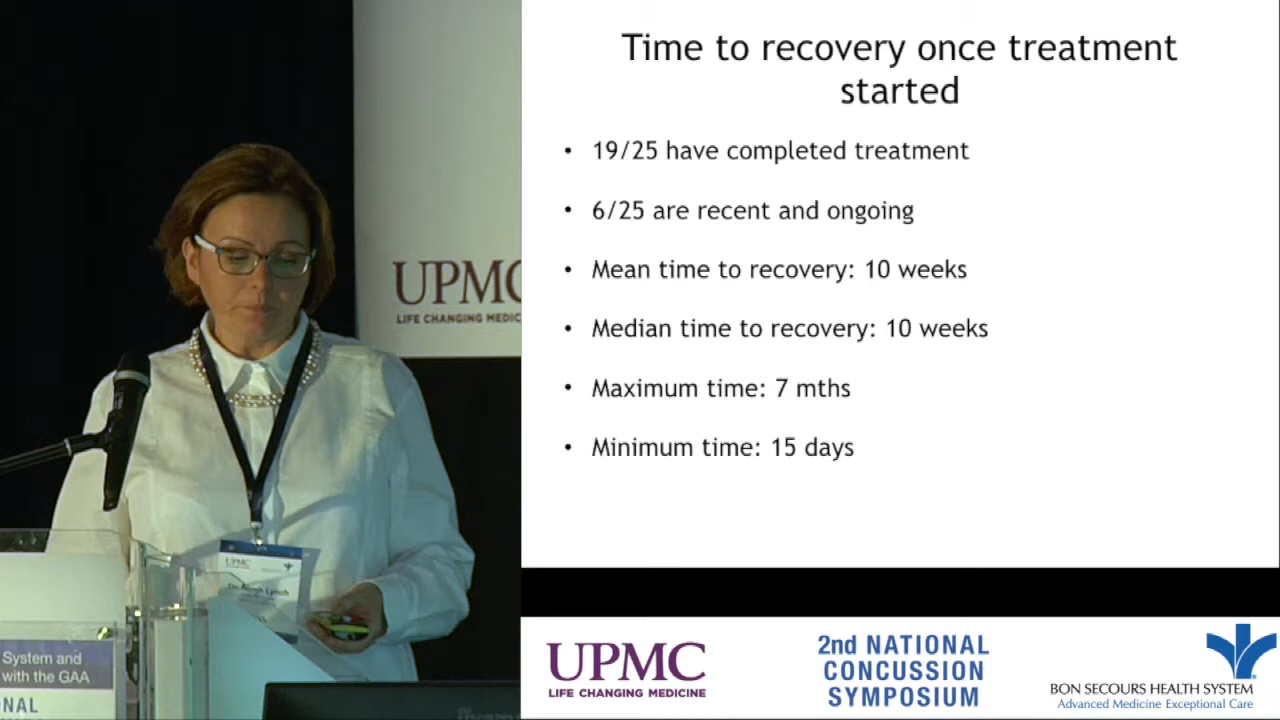 Time to recovery once treatment
started
• 19/25 have completed treatment
• 6/25 are recent and ongoing
• Mean time to recovery: 10 weeks
• Median time to recovery: 10 weeks
• Maximum time: 7 mths
• Minimum time: 15 days
UPMC
LIFE CHANGING MEDIC
UPMC
Lynch
System and
with the GAA
NAL
UPMC
LIFE CHANGING MEDICINE
2nd NATIONAL
CONCUSSION
SYMPOSIUM
BON SECOURS HEALTH SYSTEM
Advanced Medicine Exceptional Care